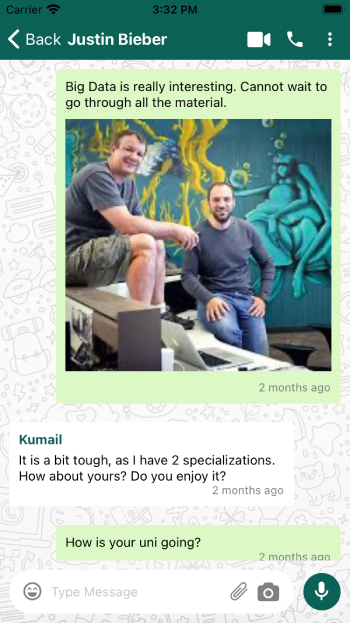 Carrier 3:32 PM
Back Justin Bieber
Big Data is really interesting. Cannot wait to
go through all the material.
2 months ago
Kumail
It is a bit tough, as I have 2 specializations.
How about yours? Do you enjoy it?
2 months ago
How is your uni going?
2 months ago
Type Message